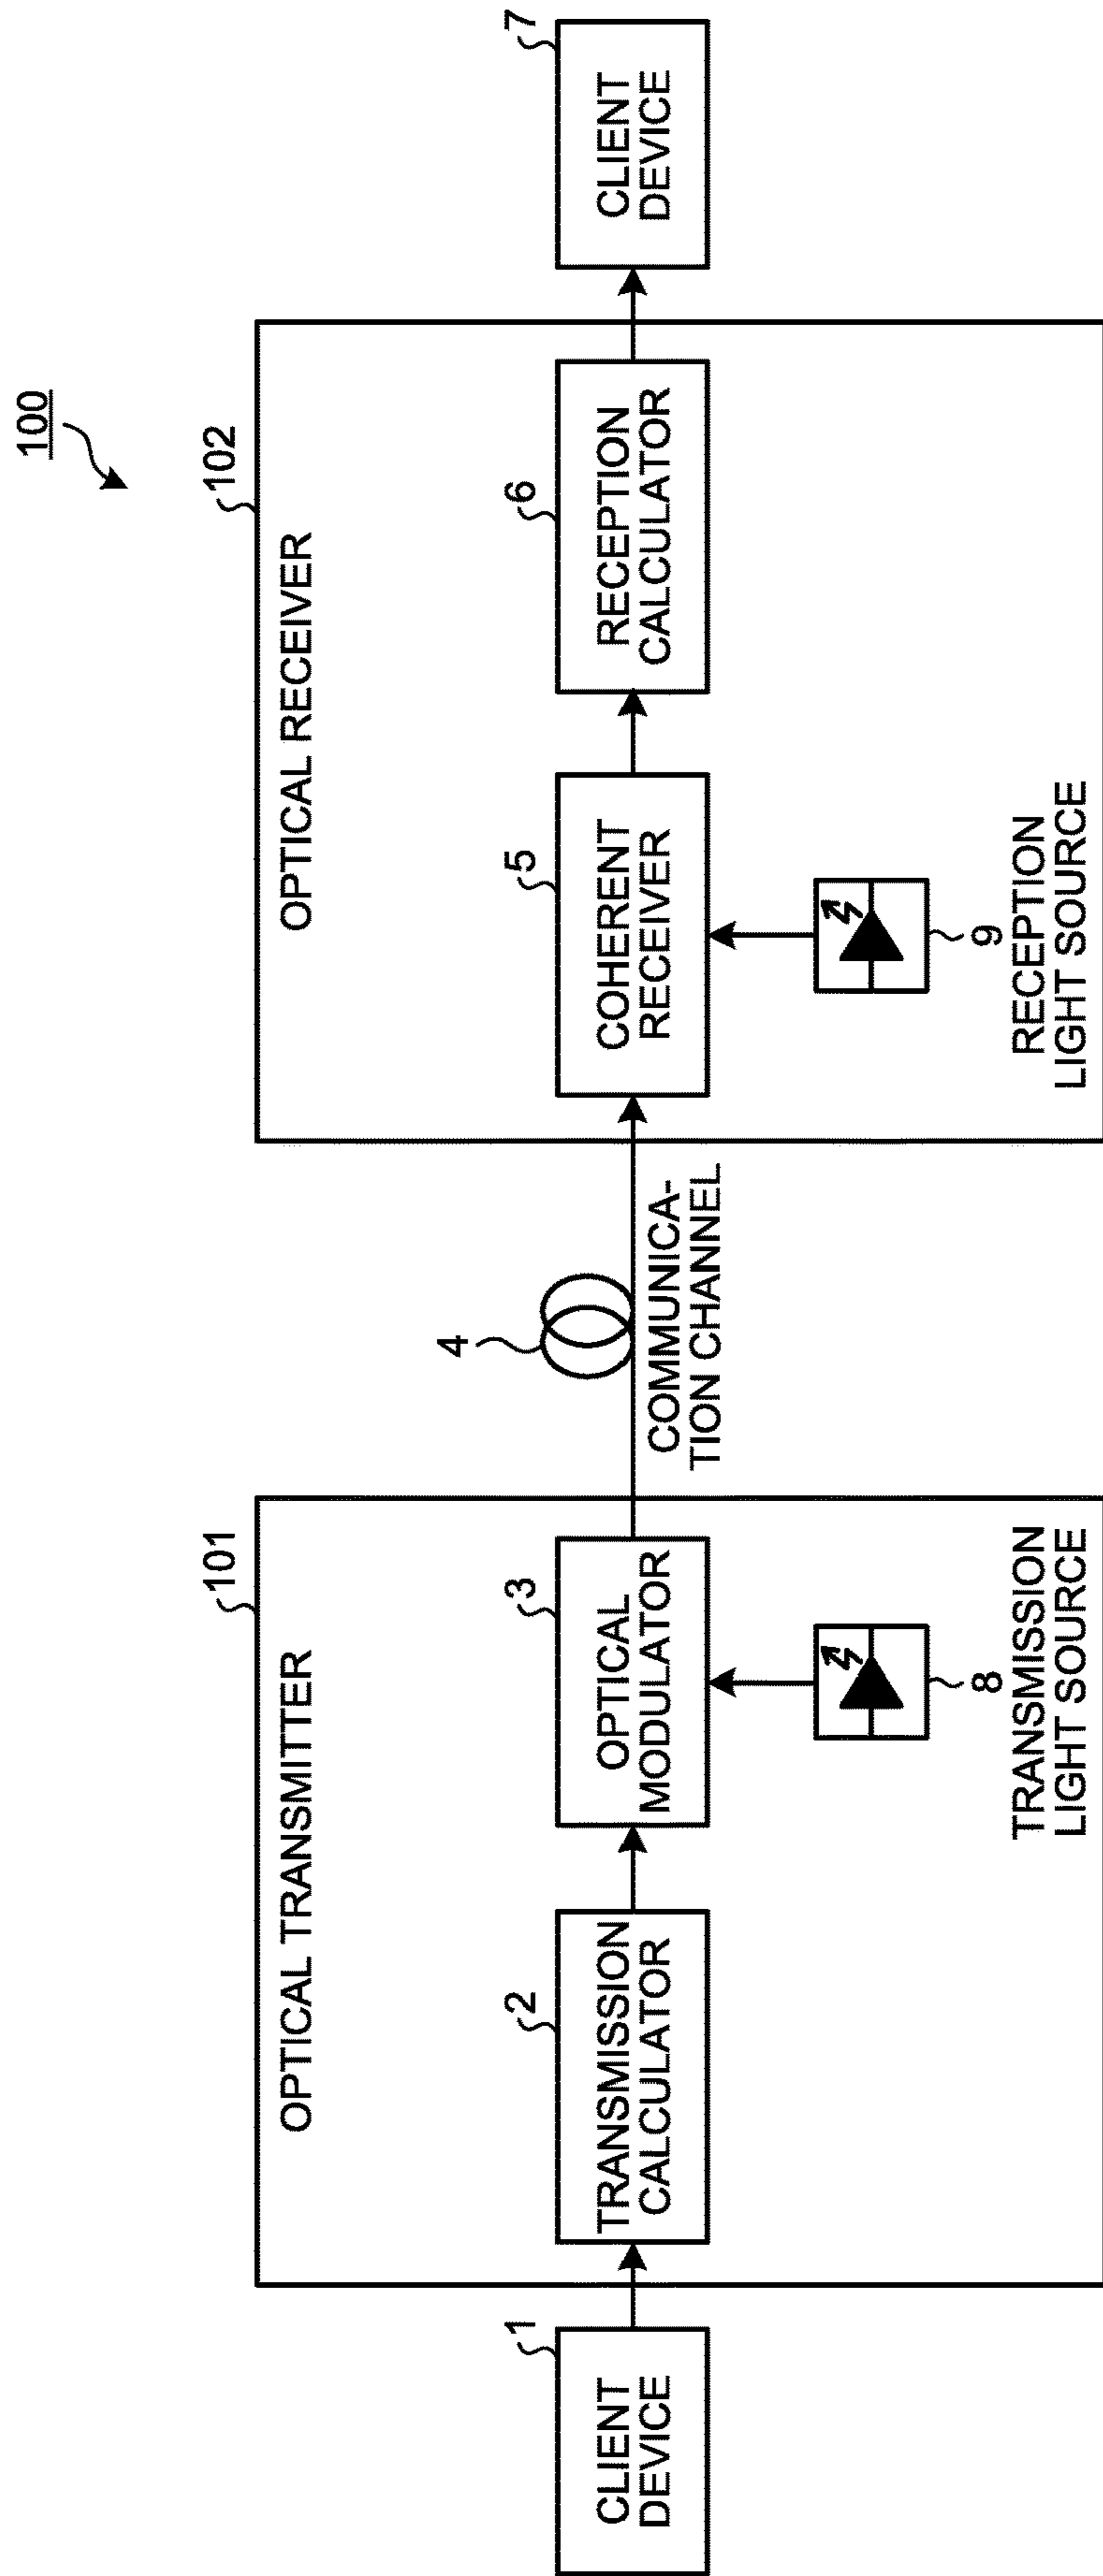 100
101
OPTICAL TRANSMITTER
102
OPTICAL RECEIVER
1
CLIENT
DEVICE
2
TRANSMISSION
CALCULATOR
3
OPTICAL
MODULATOR
4
COMMUNICA-
TION CHANNEL
5
COHERENT
RECEIVER
6
RECEPTION
CALCULATOR
7
CLIENT
DEVICE
8
TRANSMISSION
LIGHT SOURCE
9
RECEPTION
LIGHT SOURCE